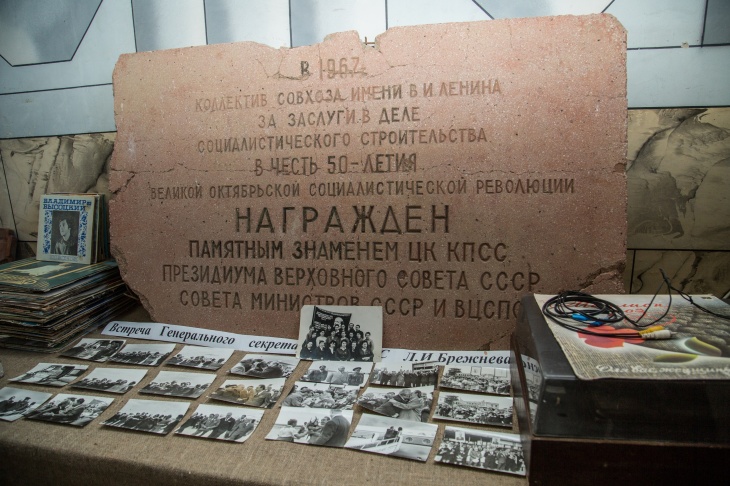 В 1967
КОЛЛЕКТИВ СОВХОЗА ИМЕНИ В.И. ЛЕНИНА
ЗА ЗАСЛУГИ В ДЕЛЕ
СОЦИАЛИСТИЧЕСКОГО СТРОИТЕЛЬСТВА
В ЧЕСТЬ 50-ЛЕТИЯ
ВЕЛИКОЙ ОКТЯБРЬСКОЙ СОЦИАЛИСТИЧЕСКОЙ РЕВОЛЮЦИИ
НАГРАЖДЕН
ПАМЯТНЫМ ЗНАМЕНЕМ ЦК КПСС
ПРЕЗИДИУМА ВЕРХОВНОГО СОВЕТА СССР
СОВЕТА МИНИСТРОВ СССР И ВЦСПС
ВЛАДИМИР
ВЫСОЦКИЙ
Встреча Генерального секрета Л.И.Брежнева